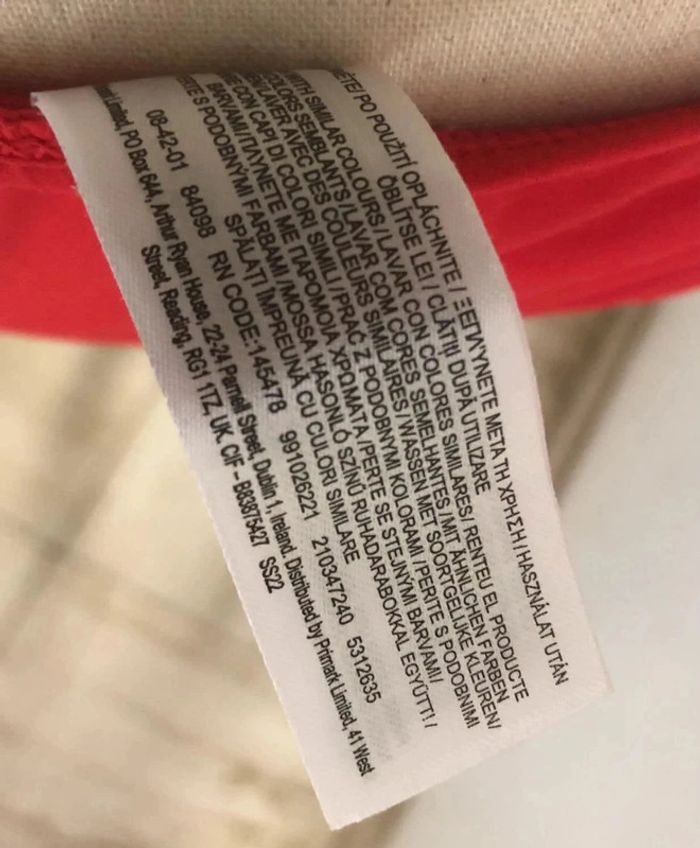 PO POUŽITÍ OPLÁCHNITE / ΞΕΠΛΥΝΕΤΕ ΜΕΤΑ ΤΗ ΧΡΗΣΗ / HASZNÁLAT UTÁN
ÖBLÍTSE LE! / CLĂTIȚI DUPĂ UTILIZARE
WITH SIMILAR COLOURS / LAVAR CON COLORES SIMILARES/ RENTEU EL PRODUCTE
COLORS SEMBLANTS / LAVAR COM CORES SEMELHANTES / MIT ÄHNLICHEN FARBEN
LAVER AVEC DES COULEURS SIMILAIRES / WASSEN MET SOORTGELIJKE KLEUREN/
CON CAPI DI COLORI SIMILI / PRAĆ Z PODOBNYMI KOLORAMI / PERITE S PODOBNIMI
BARVAMI / ΠΛΥΝΕΤΕ ΜΕ ΠΑΡΟΜΟΙΑ ΧΡΩΜΑΤΑ / PERTE SE STEJNÝMI BARVAMI/
S PODOBNÝMI FARBAMI / MOSSA HASONLÓ SZÍNŰ RUHADARABOKKAL EGYÜTT! /
SPĂLAȚI ÎMPREUNĂ CU CULORI SIMILARE
08-42-01 84098 RN CODE:145478 991026221 210347240 5312635
Limited, PO Box 644, Arthur Ryan House, 22-24 Parnell Street, Dublin 1, Ireland. Distributed by Primark Limited, 41 West
Street, Reading, RG1 1TZ, UK. CIF – B83875427 SS22